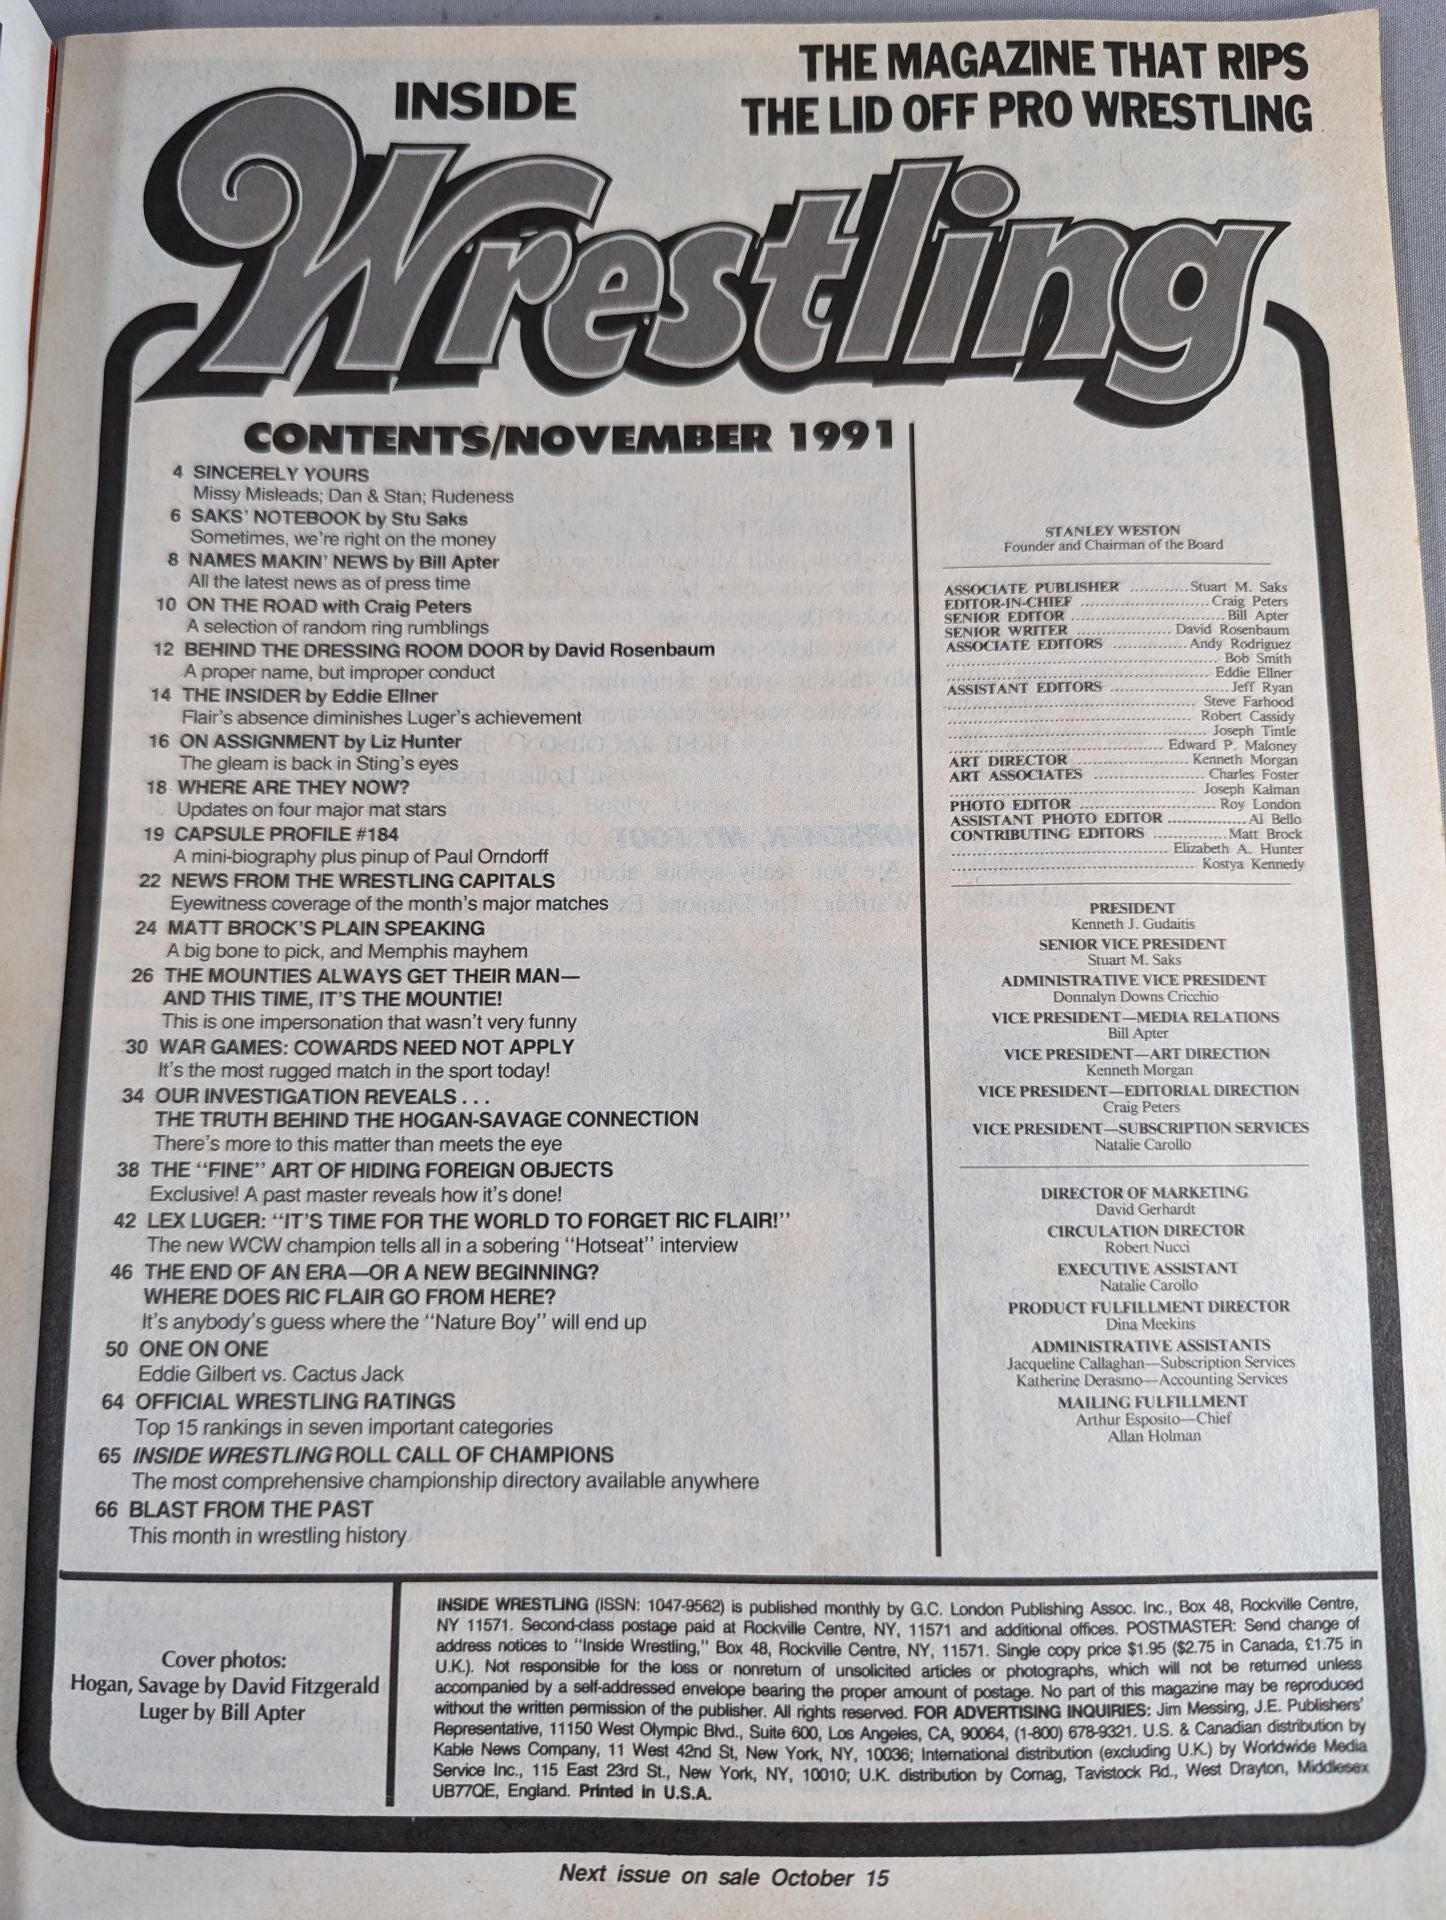 THE MAGAZINE THAT RIPS
THE LID OFF PRO WRESTLING
INSIDE
Wrestling
CONTENTS/NOVEMBER 1991
4 SINCERELY YOURS
Missy Misleads; Dan & Stan; Rudeness
6 SAKS' NOTEBOOK by Stu Saks
Sometimes, we're right on the money
8 NAMES MAKIN' NEWS by Bill Apter
All the latest news as of press time
10 ON THE ROAD with Craig Peters
A selection of random ring rumblings
12 BEHIND THE DRESSING ROOM DOOR by David Rosenbaum
A proper name, but improper conduct
14 THE INSIDER by Eddie Ellner
Flair's absence diminishes Luger's achievement
16 ON ASSIGNMENT by Liz Hunter
The gleam is back in Sting's eyes
18 WHERE ARE THEY NOW?
Updates on four major mat stars
19 CAPSULE PROFILE #184
A mini-biography plus pinup of Paul Orndorff
22 NEWS FROM THE WRESTLING CAPITALS
Eyewitness coverage of the month's major matches
24 MATT BROCK'S PLAIN SPEAKING
A big bone to pick, and Memphis mayhem
26 THE MOUNTIES ALWAYS GET THEIR MAN—
AND THIS TIME, IT'S THE MOUNTIE!
This is one impersonation that wasn't very funny
30 WAR GAMES: COWARDS NEED NOT APPLY
It's the most rugged match in the sport today!
34 OUR INVESTIGATION REVEALS . . .
THE TRUTH BEHIND THE HOGAN-SAVAGE CONNECTION
There's more to this matter than meets the eye
38 THE "FINE" ART OF HIDING FOREIGN OBJECTS
Exclusive! A past master reveals how it's done!
42 LEX LUGER: "IT'S TIME FOR THE WORLD TO FORGET RIC FLAIR!"
The new WCW champion tells all in a sobering "Hotseat" interview
46 THE END OF AN ERA—OR A NEW BEGINNING?
WHERE DOES RIC FLAIR GO FROM HERE?
It's anybody's guess where the "Nature Boy" will end up
50 ONE ON ONE
Eddie Gilbert vs. Cactus Jack
64 OFFICIAL WRESTLING RATINGS
Top 15 rankings in seven important categories
65 INSIDE WRESTLING ROLL CALL OF CHAMPIONS
The most comprehensive championship directory available anywhere
66 BLAST FROM THE PAST
This month in wrestling history
STANLEY WESTON
Founder and Chairman of the Board
ASSOCIATE PUBLISHER ............Stuart M. Saks
EDITOR-IN-CHIEF ......................Craig Peters
SENIOR EDITOR ..........................Bill Apter
SENIOR WRITER ..................David Rosenbaum
ASSOCIATE EDITORS .............Andy Rodriguez
Bob Smith
Eddie Ellner
ASSISTANT EDITORS .....................Jeff Ryan
Steve Farhood
Robert Cassidy
Joseph Tintle
Edward P. Maloney
ART DIRECTOR ......................Kenneth Morgan
ART ASSOCIATES .....................Charles Foster
Joseph Kalman
PHOTO EDITOR .........................Roy London
ASSISTANT PHOTO EDITOR ..............Al Bello
CONTRIBUTING EDITORS .............Matt Brock
Elizabeth A. Hunter
Kostya Kennedy
PRESIDENT
Kenneth J. Gudaitis
SENIOR VICE PRESIDENT
Stuart M. Saks
ADMINISTRATIVE VICE PRESIDENT
Donnalyn Downs Cricchio
VICE PRESIDENT—MEDIA RELATIONS
Bill Apter
VICE PRESIDENT—ART DIRECTION
Kenneth Morgan
VICE PRESIDENT—EDITORIAL DIRECTION
Craig Peters
VICE PRESIDENT—SUBSCRIPTION SERVICES
Natalie Carollo
DIRECTOR OF MARKETING
David Gerhardt
CIRCULATION DIRECTOR
Robert Nucci
EXECUTIVE ASSISTANT
Natalie Carollo
PRODUCT FULFILLMENT DIRECTOR
Dina Meekins
ADMINISTRATIVE ASSISTANTS
Jacqueline Callaghan—Subscription Services
Katherine Derasmo—Accounting Services
MAILING FULFILLMENT
Arthur Esposito—Chief
Allan Holman
Cover photos:
Hogan, Savage by David Fitzgerald
Luger by Bill Apter
INSIDE WRESTLING (ISSN: 1047-9562) is published monthly by G.C. London Publishing Assoc. Inc., Box 48, Rockville Centre,
NY 11571. Second-class postage paid at Rockville Centre, NY, 11571 and additional offices. POSTMASTER: Send change of
address notices to "Inside Wrestling," Box 48, Rockville Centre, NY, 11571. Single copy price $1.95 ($2.75 in Canada, £1.75 in
U.K.). Not responsible for the loss or nonreturn of unsolicited articles or photographs, which will not be returned unless
accompanied by a self-addressed envelope bearing the proper amount of postage. No part of this magazine may be reproduced
without the written permission of the publisher. All rights reserved. FOR ADVERTISING INQUIRIES: Jim Messing, J.E. Publishers'
Representative, 11150 West Olympic Blvd., Suite 600, Los Angeles, CA, 90064, (1-800) 678-9321. U.S. & Canadian distribution by
Kable News Company, 11 West 42nd St, New York, NY, 10036; International distribution (excluding U.K.) by Worldwide Media
Service Inc., 115 East 23rd St., New York, NY, 10010; U.K. distribution by Comag, Tavistock Rd., West Drayton, Middlesex
UB77QE, England. Printed in U.S.A.
Next issue on sale October 15